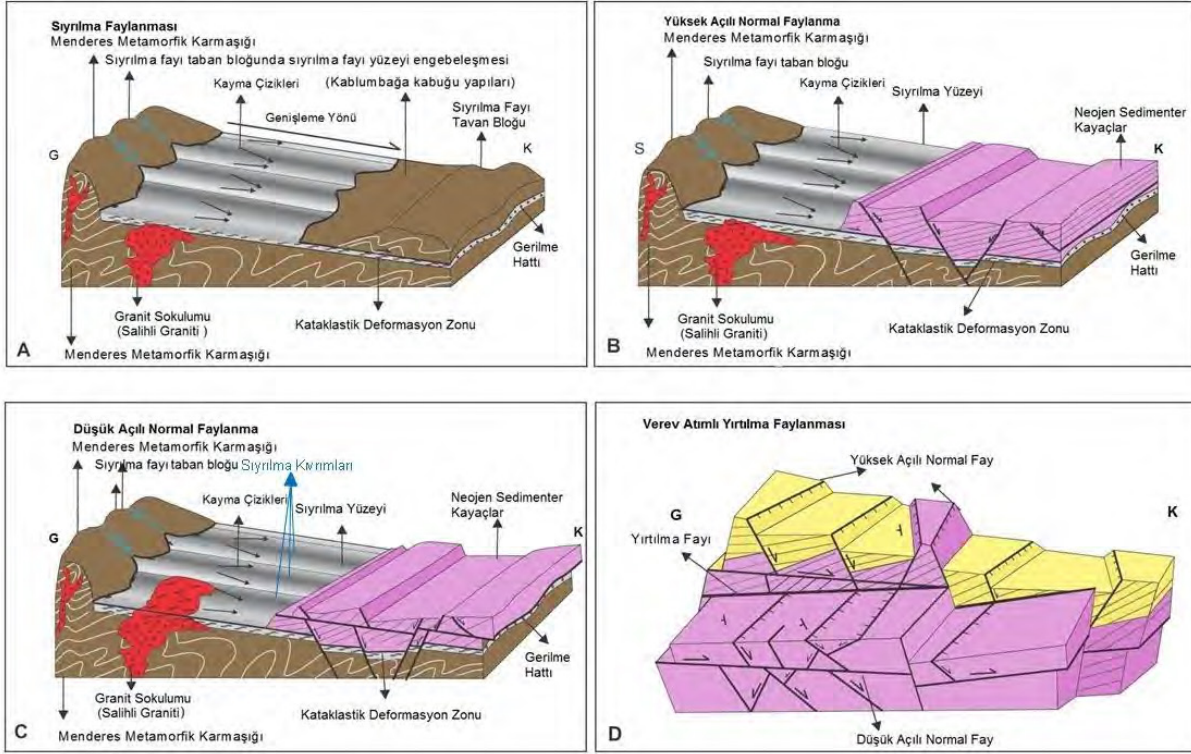 Sıyrılma Faylanması
Menderes Metamorfik Karmaşığı
Sıyrılma fayı taban bloğunda sıyrılma fayı yüzeyi engebeleşmesi
(Kablumbağa kabuğu yapıları)
Kayma Çizikleri
Genişleme Yönü
Sıyrılma Fayı
Tavan Bloğu
G
K
Gerilme
Hattı
Granit Sokulumu
(Salihli Graniti )
Kataklastik Deformasyon Zonu
A
Menderes Metamorfik Karmaşığı
Yüksek Açılı Normal Faylanma
Menderes Metamorfik Karmaşığı
Sıyrılma fayı taban bloğu
Kayma Çizikleri
Sıyrılma Yüzeyi
Neojen Sedimenter
Kayaçlar
S
K
Gerilme
Hattı
Granit Sokulumu
(Salihli Graniti)
Kataklastik Deformasyon Zonu
B
Menderes Metamorfik Karmaşığı
Düşük Açılı Normal Faylanma
Menderes Metamorfik Karmaşığı
Sıyrılma fayı taban bloğu
Sıyrılma Kıvrımları
Kayma Çizikleri
Sıyrılma Yüzeyi
Neojen Sedimenter
Kayaçlar
G
K
Gerilme
Hattı
Granit Sokulumu
(Salihli Graniti)
Kataklastik Deformasyon Zonu
C
Menderes Metamorfik Karmaşığı
Verev Atımlı Yırtılma Faylanması
Yüksek Açılı Normal Fay
G
K
Yırtılma Fayı
Düşük Açılı Normal Fay
D